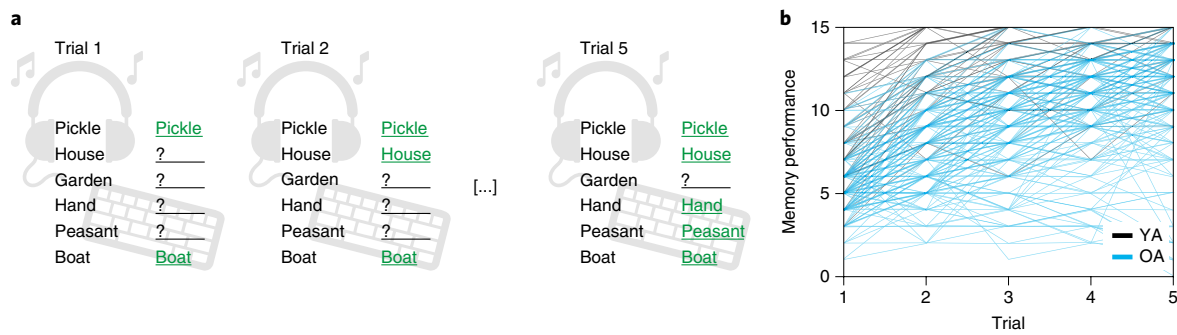 a
Trial 1
Pickle Pickle
House ?
Garden ?
Hand ?
Peasant ?
Boat Boat
Trial 2
Pickle Pickle
House House
Garden ?
Hand ?
Peasant ?
Boat Boat
[...]
Trial 5
Pickle Pickle
House House
Garden ?
Hand Hand
Peasant Peasant
Boat Boat
b
Memory performance
15
10
5
0
1 2 3 4 5
Trial
YA
OA